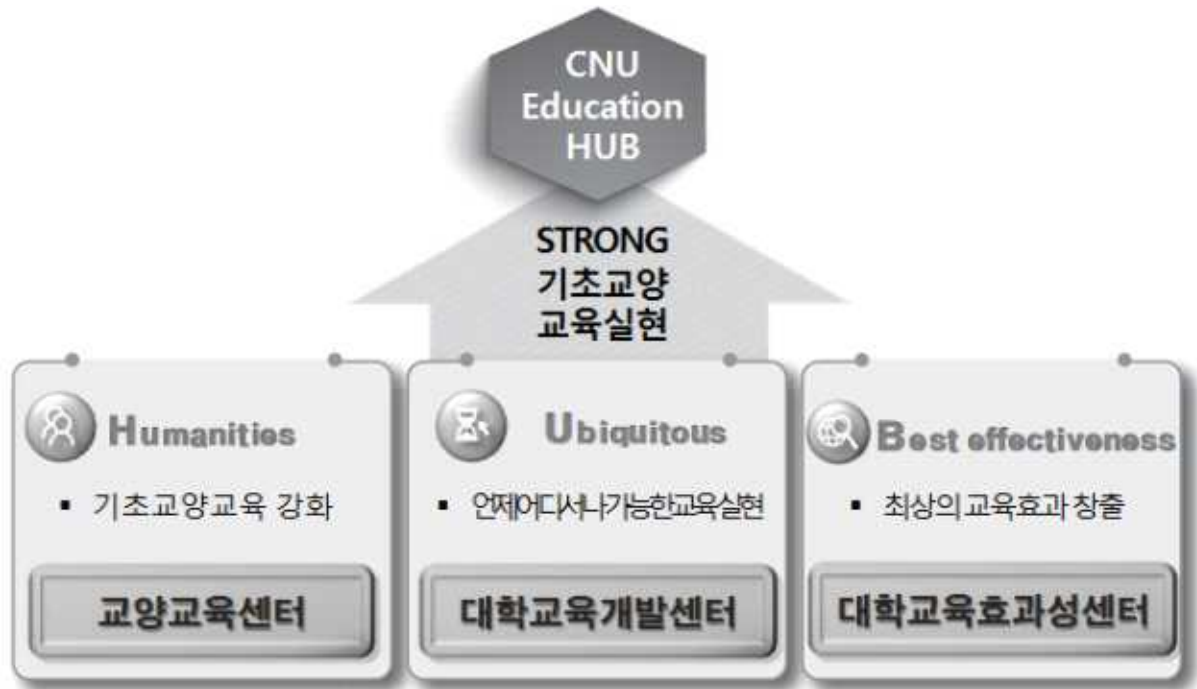 CNU
Education
HUB
STRONG
기초교양
교육실현
Humanities
▪ 기초교양교육 강화
교양교육센터
Ubiquitous
▪ 언제어디서나가능한교육실현
대학교육개발센터
Best effectiveness
▪ 최상의 교육효과 창출
대학교육효과성센터